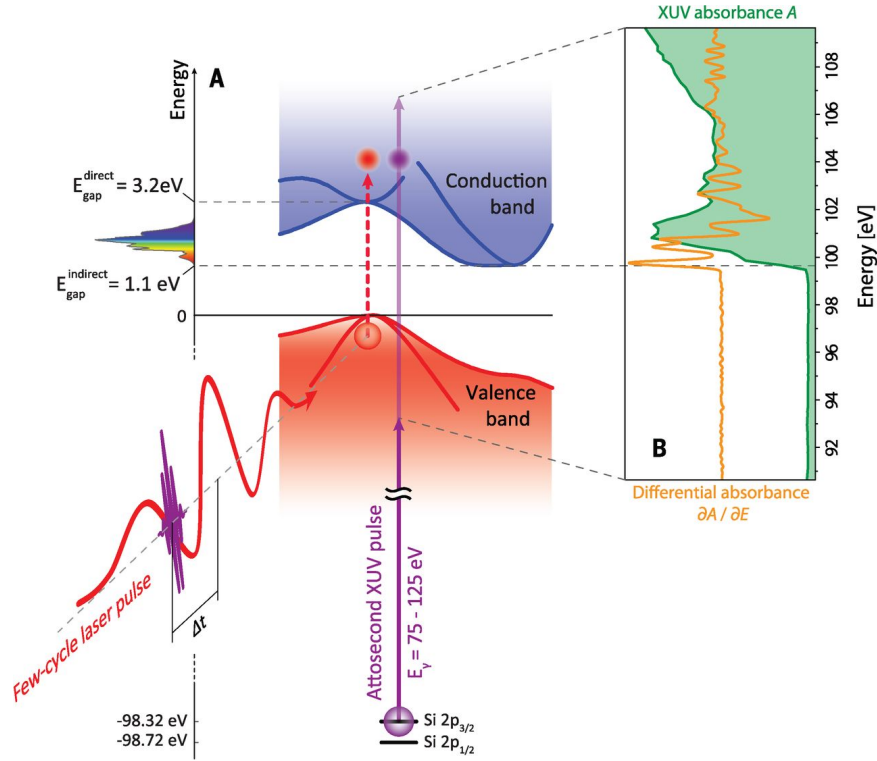 XUV absorbance A
A
Energy
E_gap^direct = 3.2eV
E_gap^indirect = 1.1 eV
0
Conduction
band
Valence
band
108
106
104
102
100
98
96
94
92
Energy [eV]
B
Differential absorbance
∂A / ∂E
Few-cycle laser pulse
Δt
Attosecond XUV pulse
E_γ = 75 - 125 eV
-98.32 eV
-98.72 eV
Si 2p_3/2
Si 2p_1/2